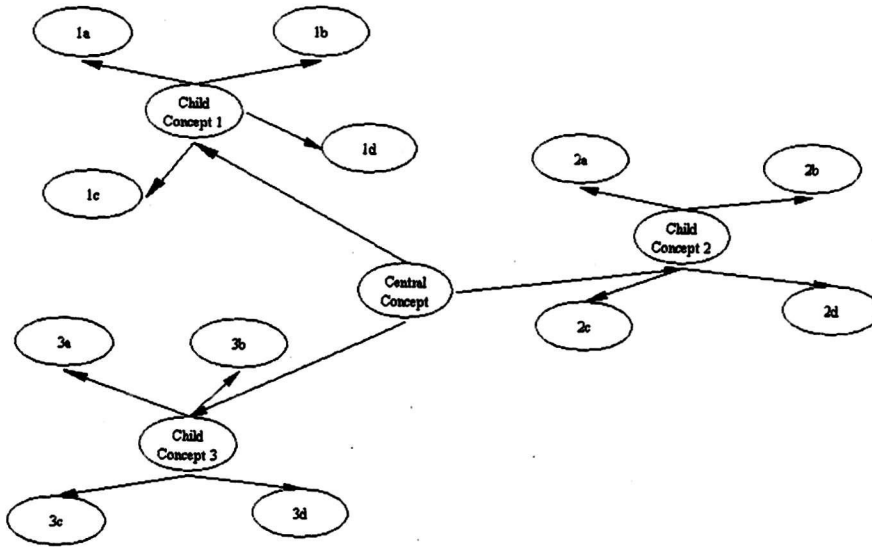 1a
1b
Child
Concept 1
1c
1d
2a
2b
Child
Concept 2
2c
2d
Central
Concept
3a
3b
Child
Concept 3
3c
3d